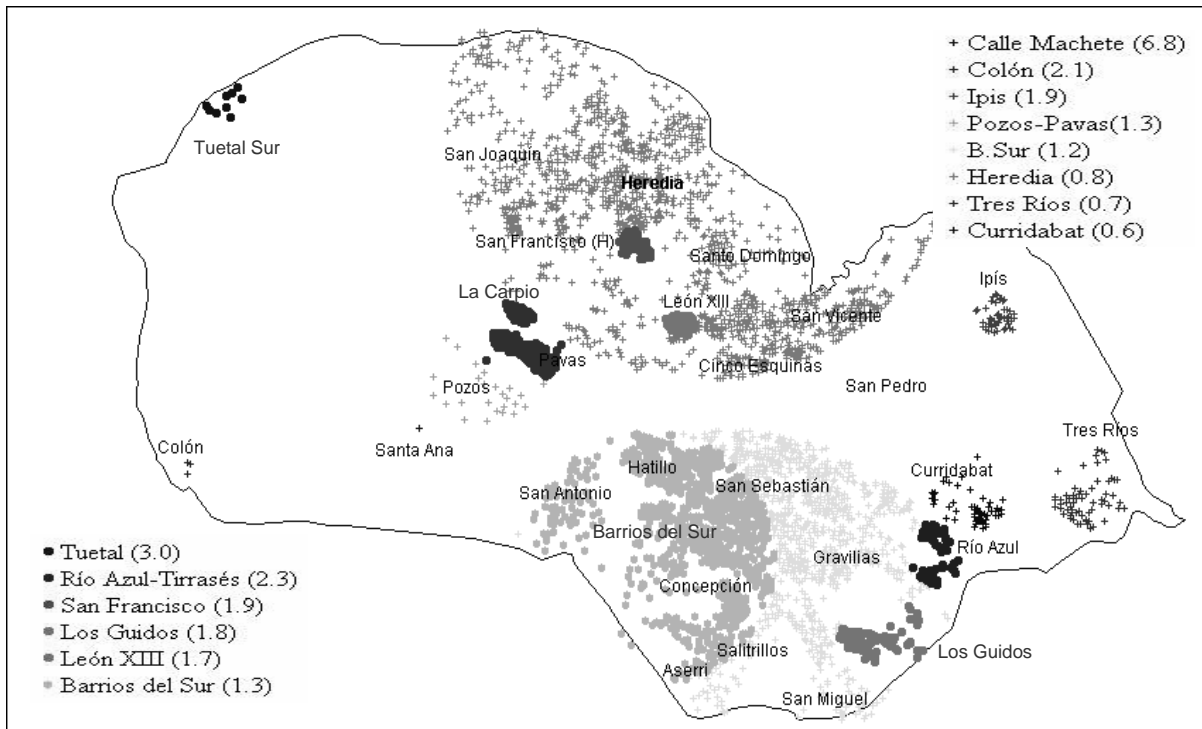 + Calle Machete (6.8)
+ Colón (2.1)
+ Ipis (1.9)
+ Pozos-Pavas(1.3)
+ B.Sur (1.2)
+ Heredia (0.8)
+ Tres Ríos (0.7)
+ Curridabat (0.6)
Tuetal Sur
San Joaquin
Heredia
San Francisco (H)
Santo Domingo
La Carpio
León XIII
Ipís
San Vicente
Pavas
Cinco Esquinas
Pozos
San Pedro
Colón
Santa Ana
Tres Ríos
Hatillo
Curridabat
San Antonio
San Sebastián
Barrios del Sur
Gravilias
Río Azul
Concepción
Salitrillos
Los Guidos
Aserri
San Miguel
• Tuetal (3.0)
• Río Azul-Tirrasés (2.3)
• San Francisco (1.9)
• Los Guidos (1.8)
• León XIII (1.7)
• Barrios del Sur (1.3)